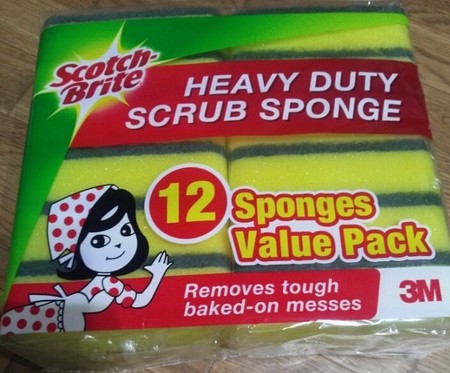 Scotch-
Brite
HEAVY DUTY
SCRUB SPONGE
12 Sponges
Value Pack
Removes tough
baked-on messes
3M